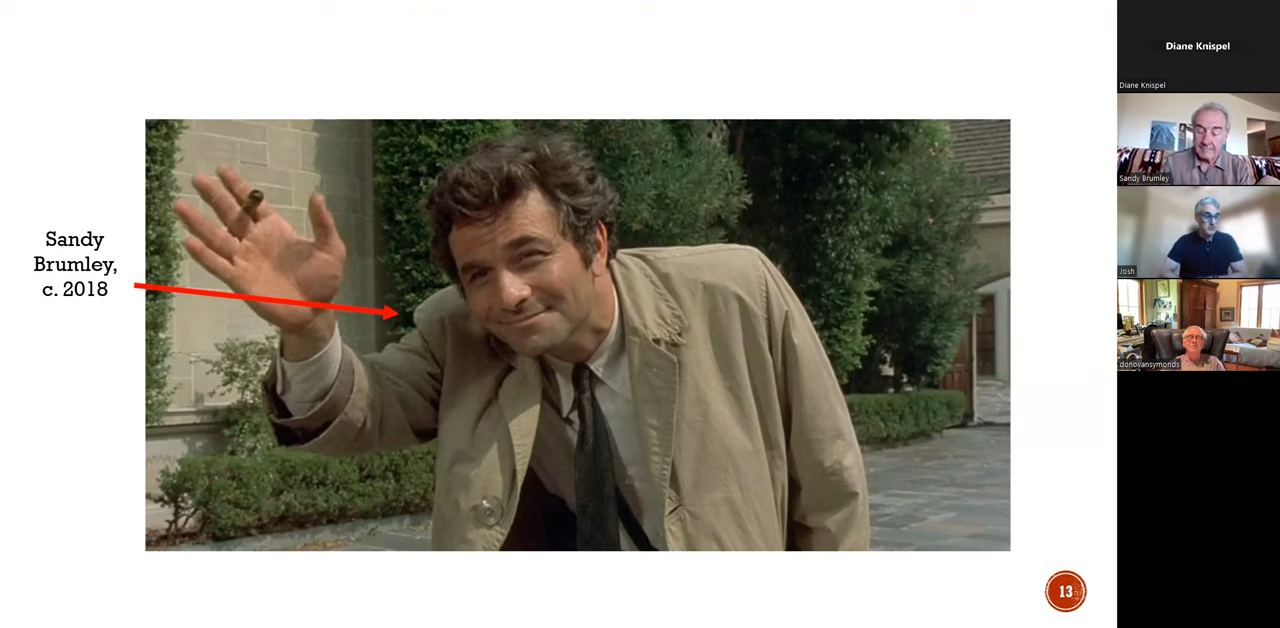 Sandy
Brumley,
c. 2018
13
Diane Knispel
Diane Knispel
Sandy Brumley
Josh
donovansymonds